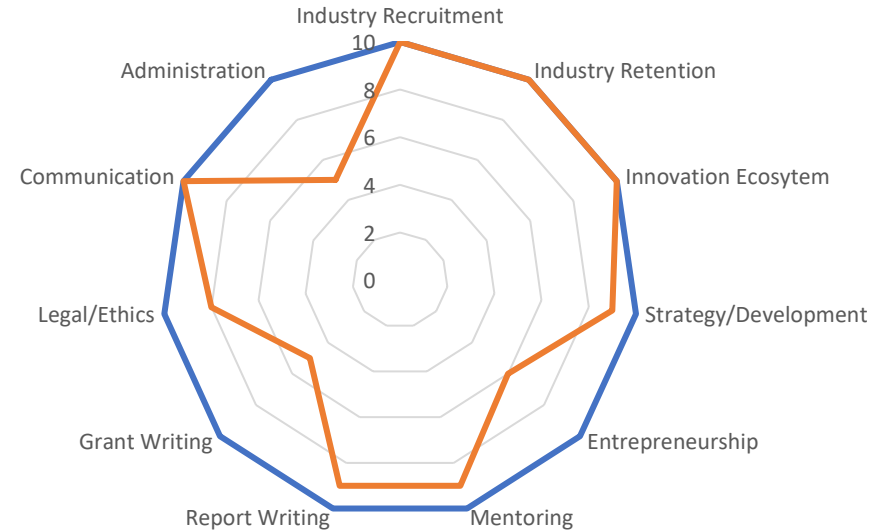 Industry Recruitment
10
Administration
Industry Retention
8
6
Communication
Innovation Ecosytem
4
2
0
Legal/Ethics
Strategy/Development
Grant Writing
Entrepreneurship
Report Writing
Mentoring